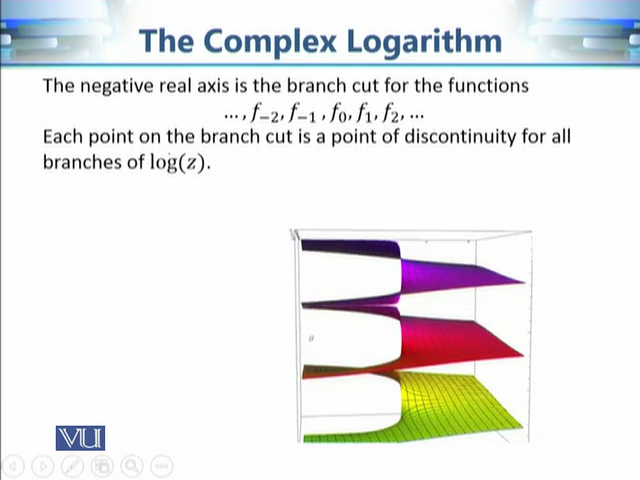 The Complex Logarithm
The negative real axis is the branch cut for the functions
…, f₋₂, f₋₁, f₀, f₁, f₂, …
Each point on the branch cut is a point of discontinuity for all
branches of log(z).
VU